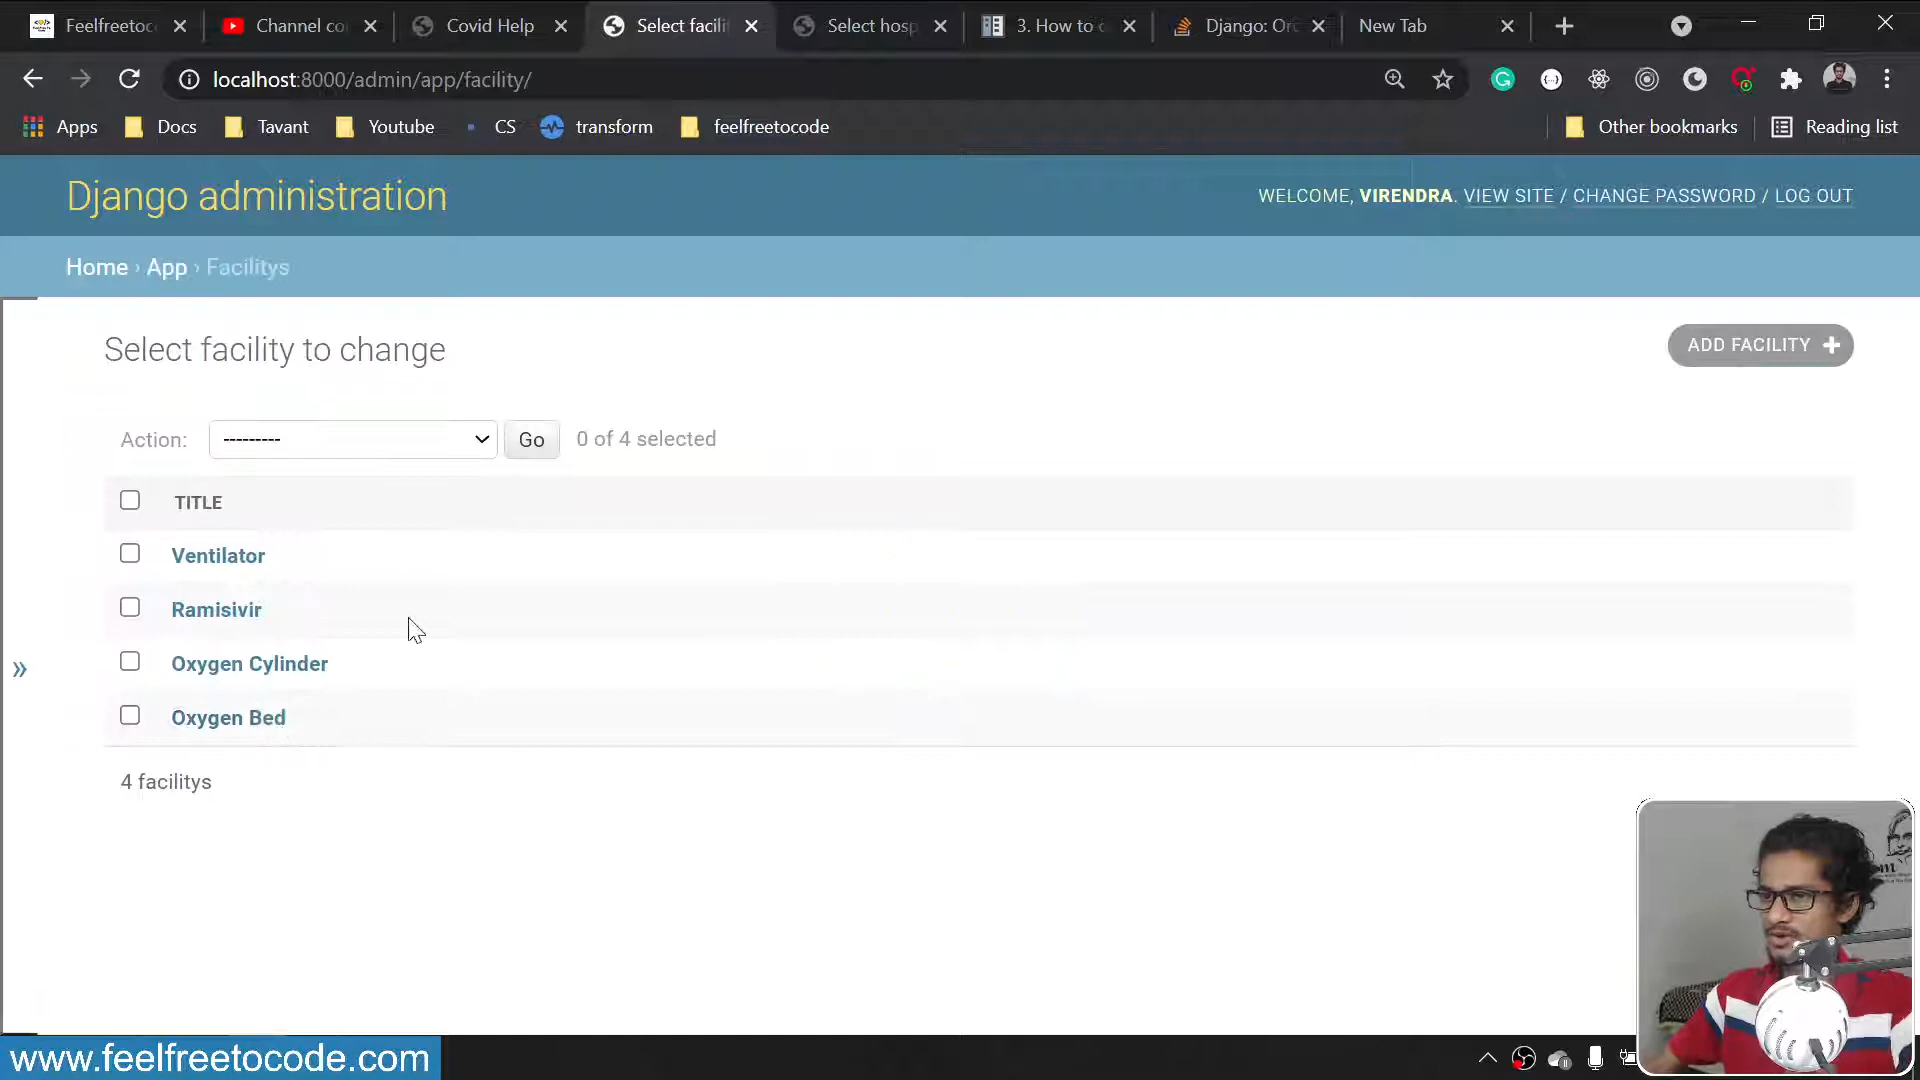 Feelfreetoc
Channel co
Covid Help
Select facili
Select hosp
3. How to c
Django: Orc
New Tab
localhost:8000/admin/app/facility/
Apps
Docs
Tavant
Youtube
CS
transform
feelfreetocode
Other bookmarks
Reading list
Django administration
WELCOME, VIRENDRA. VIEW SITE / CHANGE PASSWORD / LOG OUT
Home › App › Facilitys
Select facility to change
ADD FACILITY +
Action:
---------
Go
0 of 4 selected
TITLE
Ventilator
Ramisivir
Oxygen Cylinder
Oxygen Bed
»
4 facilitys
www.feelfreetocode.com